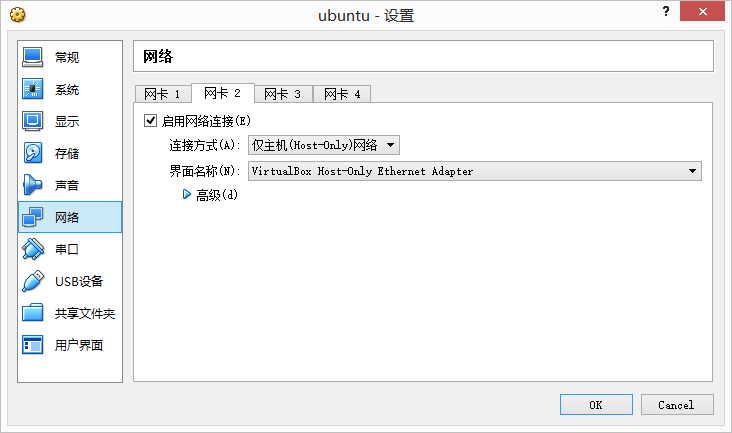 ubuntu - 设置
?
常规
系统
显示
存储
声音
网络
串口
USB设备
共享文件夹
用户界面
网络
网卡 1 网卡 2 网卡 3 网卡 4
启用网络连接(E)
连接方式(A): 仅主机(Host-Only)网络
界面名称(N): VirtualBox Host-Only Ethernet Adapter
高级(d)
OK Cancel